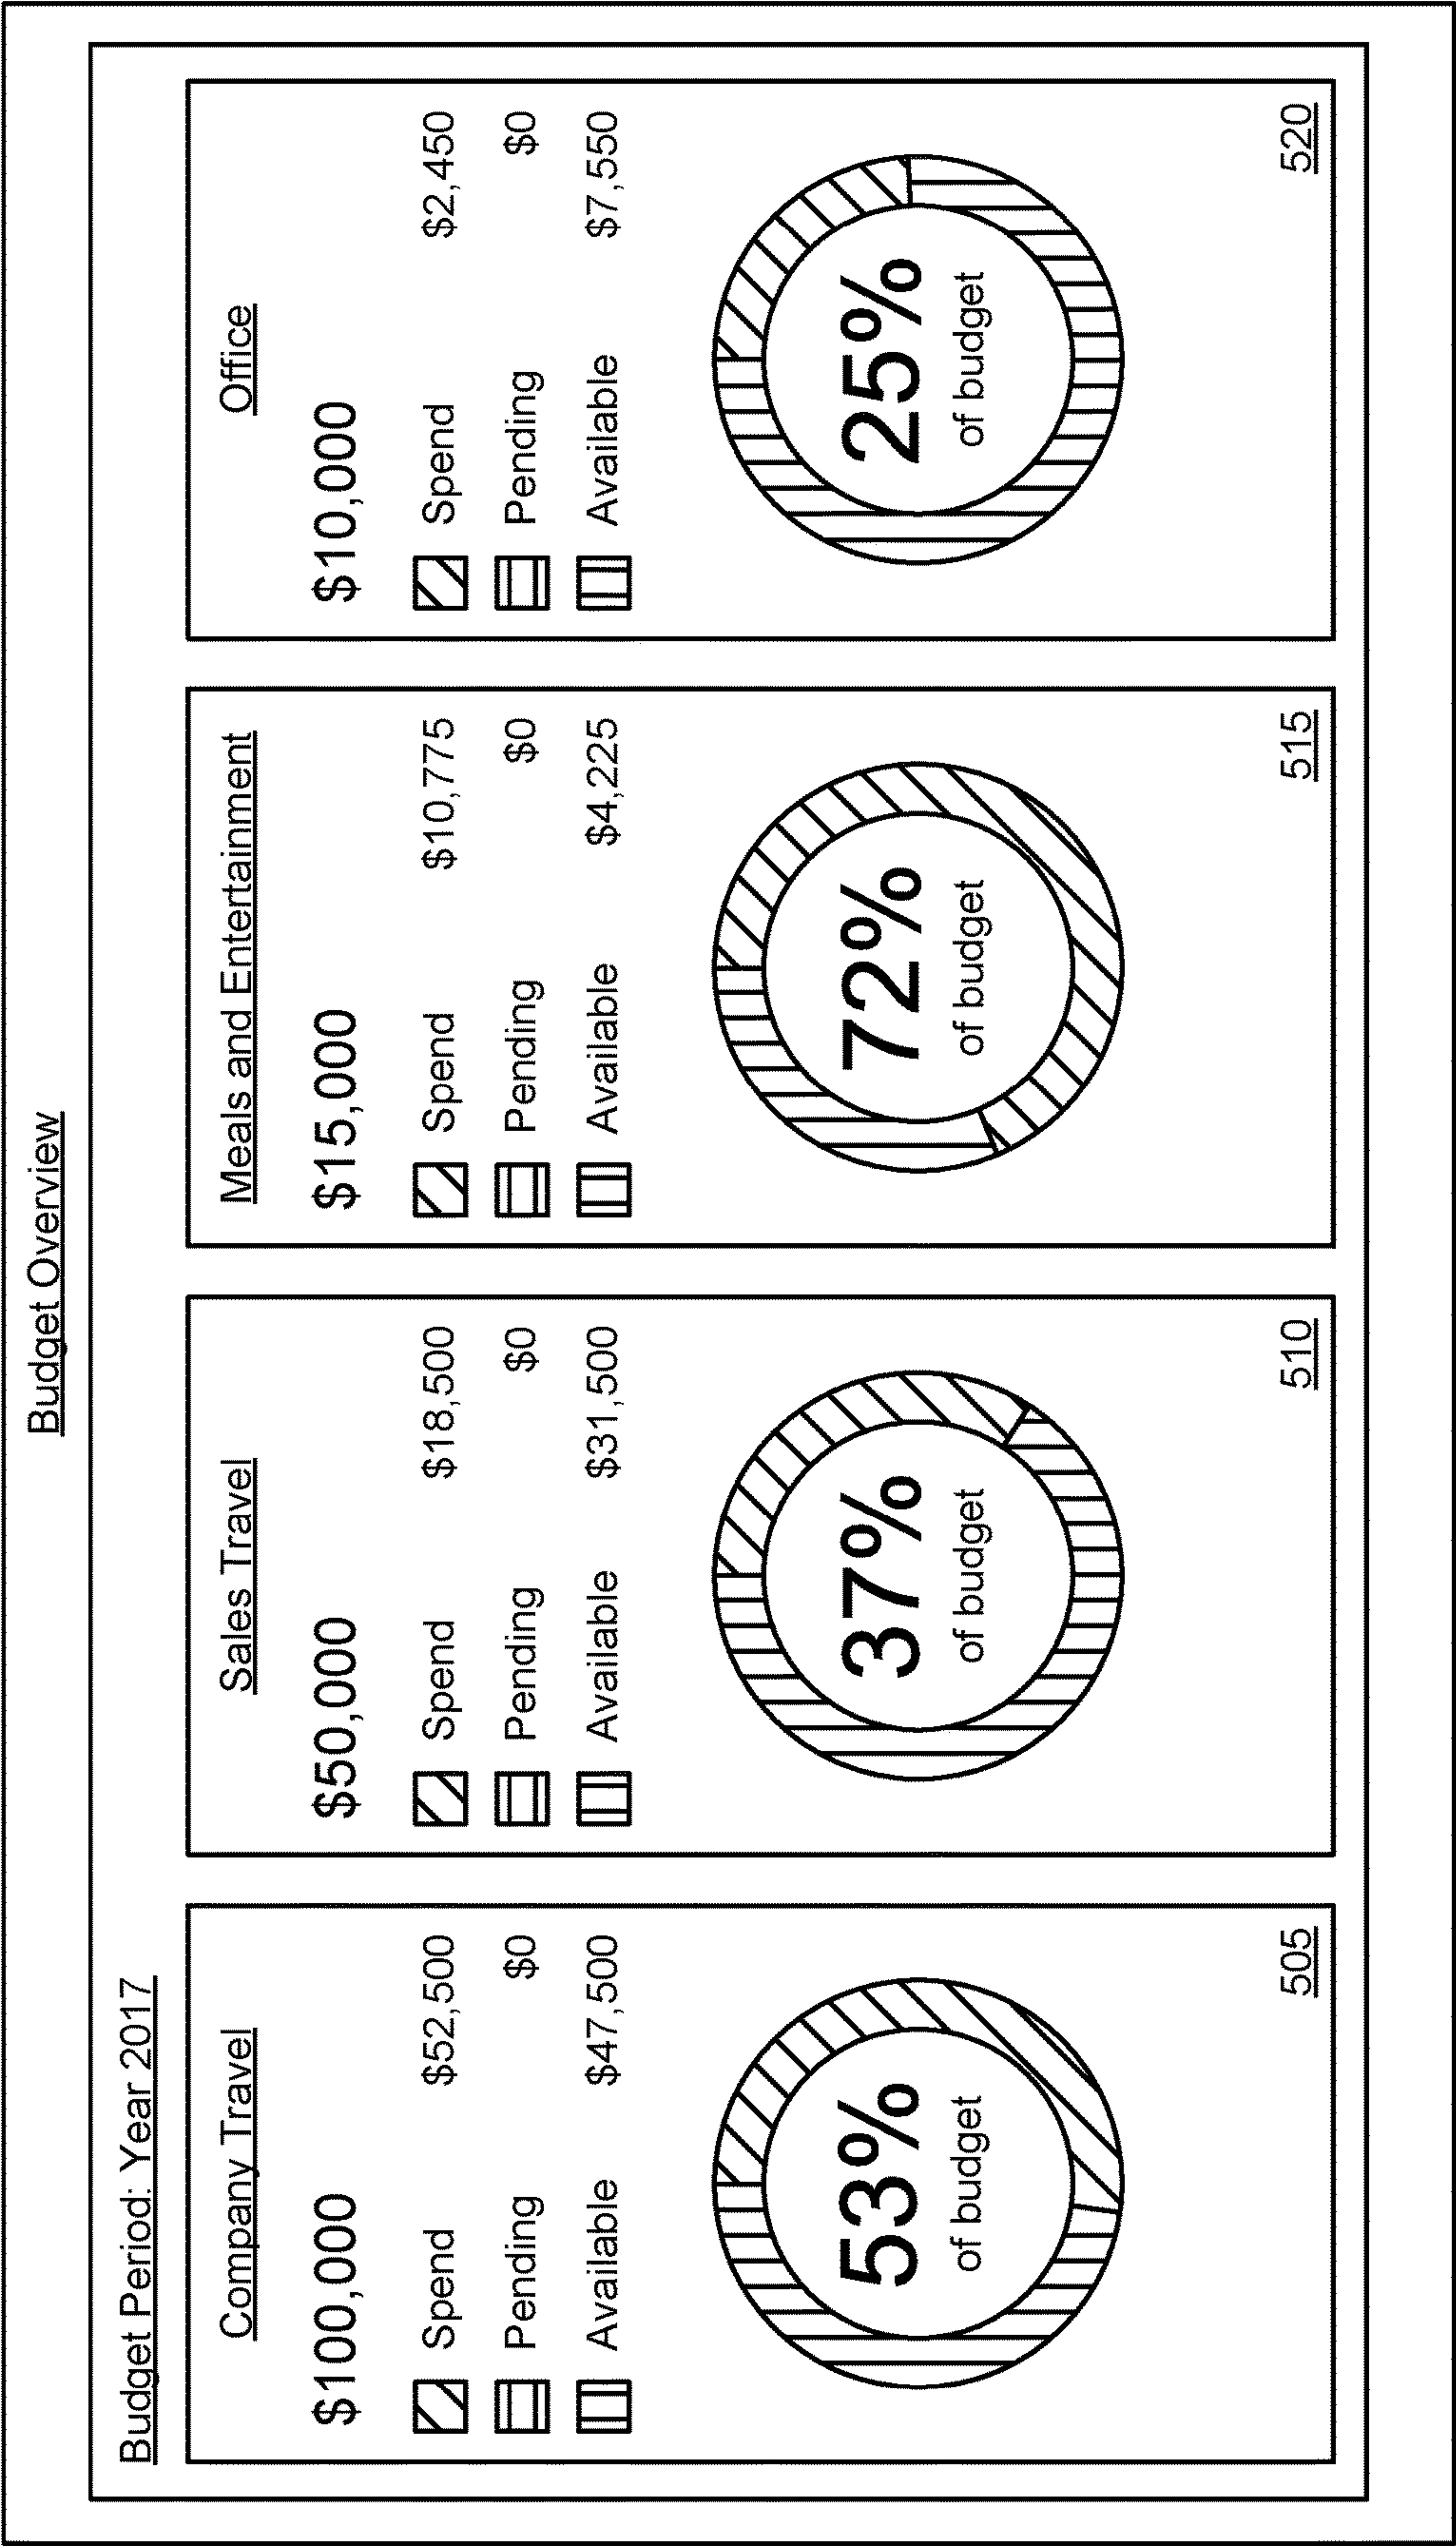 Budget Overview
Budget Period: Year 2017
Company Travel
$100,000
Spend $52,500
Pending $0
Available $47,500
53%
of budget
505
Sales Travel
$50,000
Spend $18,500
Pending $0
Available $31,500
37%
of budget
510
Meals and Entertainment
$15,000
Spend $10,775
Pending $0
Available $4,225
72%
of budget
515
Office
$10,000
Spend $2,450
Pending $0
Available $7,550
25%
of budget
520